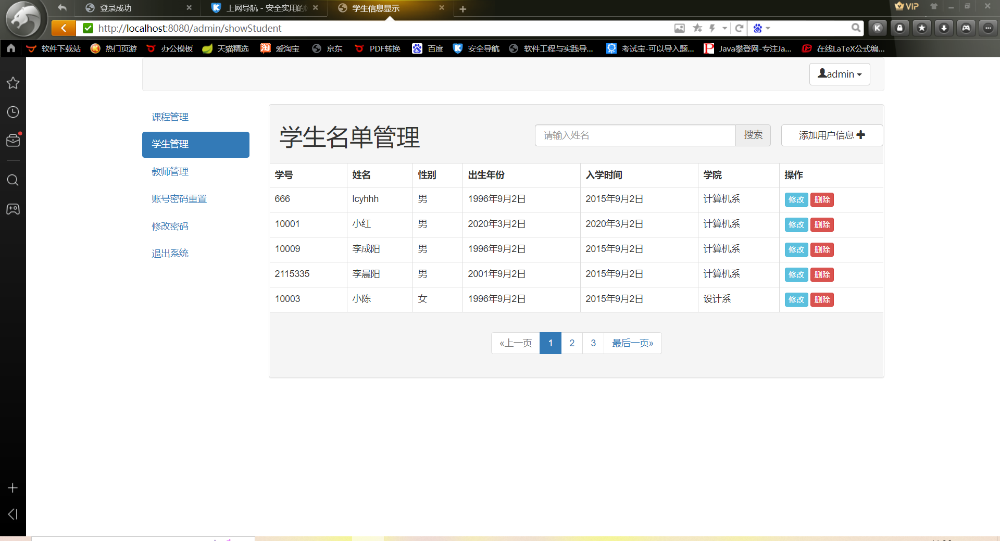 登录成功
上网导航 - 安全实用的
学生信息显示
VIP
http://localhost:8080/admin/showStudent
软件下载站 热门页游 办公模板 天猫精选 爱淘宝 京东 PDF转换 百度 安全导航 软件工程与实践导... 考试宝-可以导入题... Java攀登网-专注Ja... 在线LaTeX公式编...
admin
课程管理
学生管理
教师管理
账号密码重置
修改密码
退出系统
学生名单管理
请输入姓名 搜索 添加用户信息
学号 姓名 性别 出生年份 入学时间 学院 操作
666 lcyhhh 男 1996年9月2日 2015年9月2日 计算机系 修改 删除
10001 小红 男 2020年3月2日 2020年3月2日 计算机系 修改 删除
10009 李成阳 男 1996年9月2日 2015年9月2日 计算机系 修改 删除
2115335 李晨阳 男 2001年9月2日 2015年9月2日 计算机系 修改 删除
10003 小陈 女 1996年9月2日 2015年9月2日 设计系 修改 删除
«上一页 1 2 3 最后一页»